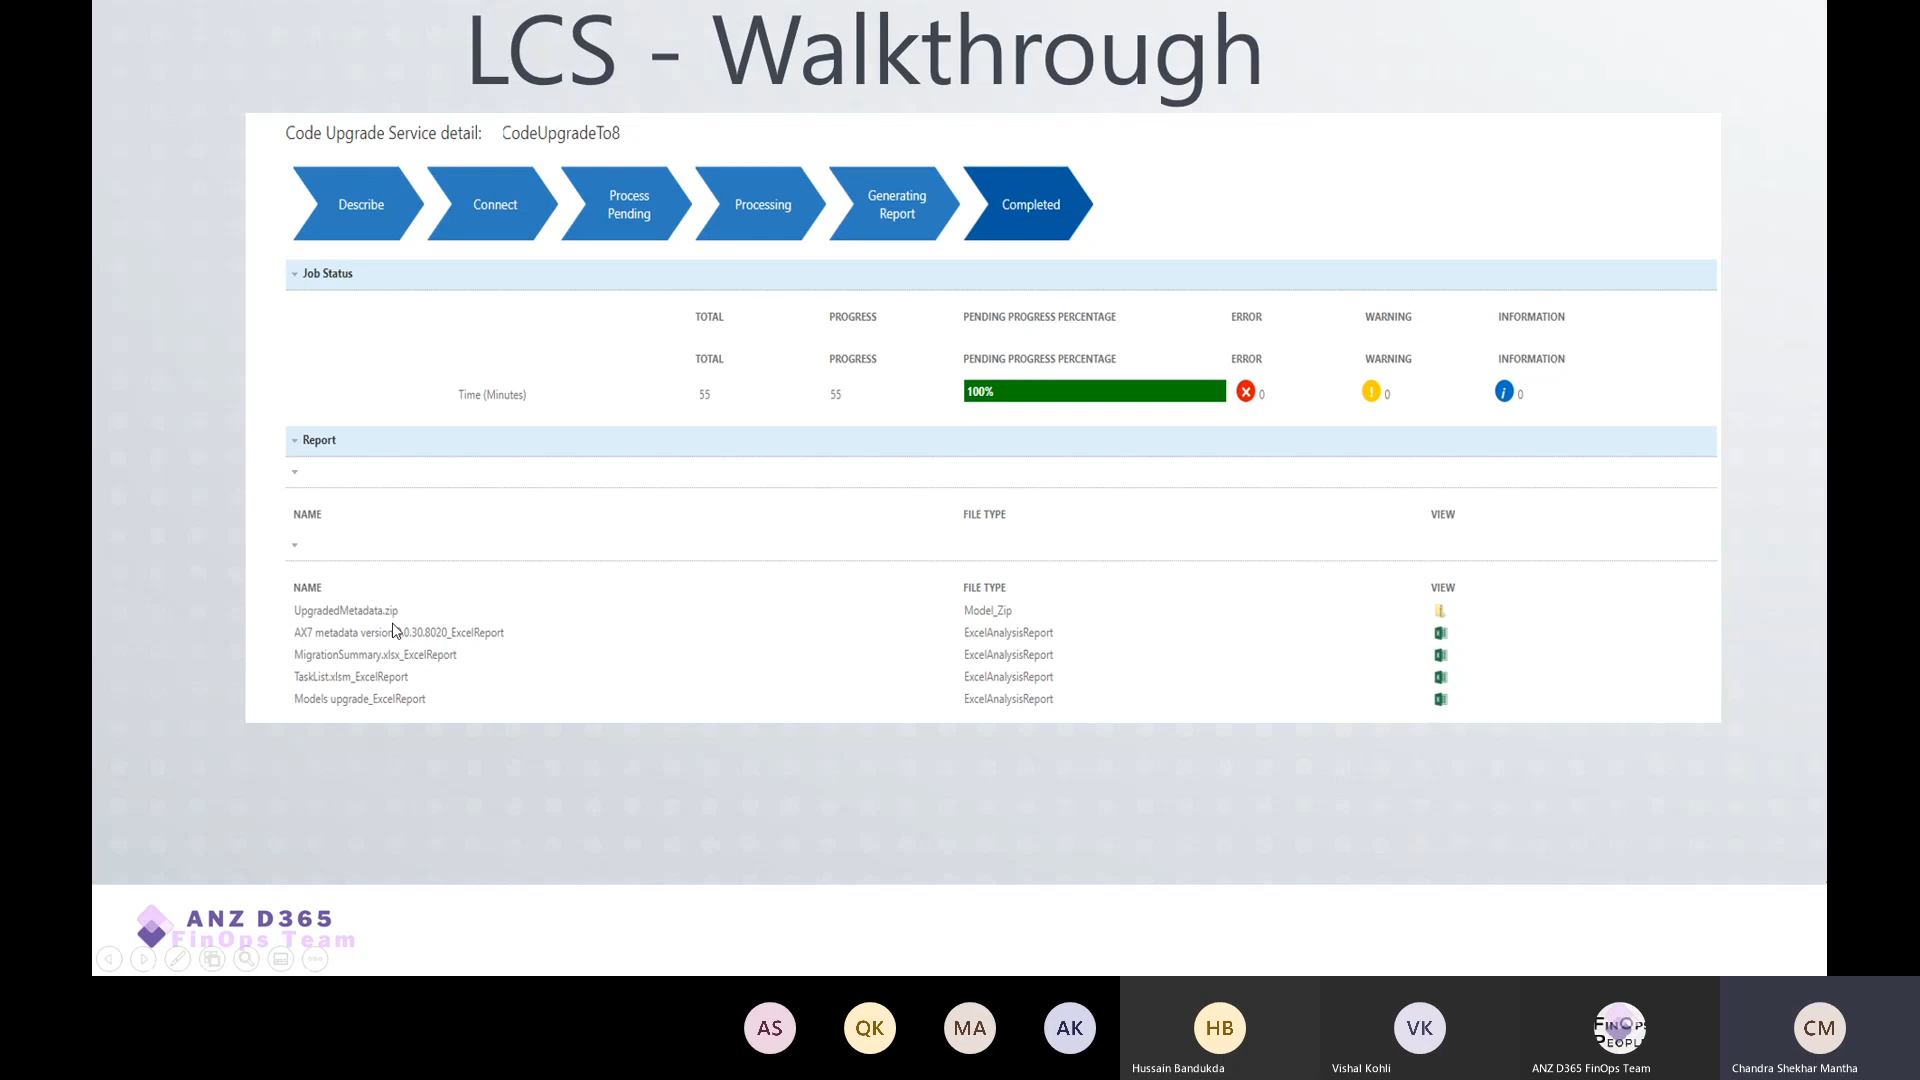 LCS - Walkthrough
Code Upgrade Service detail: CodeUpgradeTo8
Describe
Connect
Process
Pending
Processing
Generating
Report
Completed
Job Status
TOTAL PROGRESS PENDING PROGRESS PERCENTAGE ERROR WARNING INFORMATION
TOTAL PROGRESS PENDING PROGRESS PERCENTAGE ERROR WARNING INFORMATION
Time (Minutes) 55 55 100% 0 0 0
Report
NAME FILE TYPE VIEW
NAME FILE TYPE VIEW
UpgradedMetadata.zip Model_Zip
AX7 metadata version 0.30.8020_ExcelReport ExcelAnalysisReport
MigrationSummary.xlsx_ExcelReport ExcelAnalysisReport
TaskList.xlsm_ExcelReport ExcelAnalysisReport
Models upgrade_ExcelReport ExcelAnalysisReport
ANZ D365
FinOps Team
AS QK MA AK HB VK CM
Hussain Bandukda Vishal Kohli ANZ D365 FinOps Team Chandra Shekhar Mantha